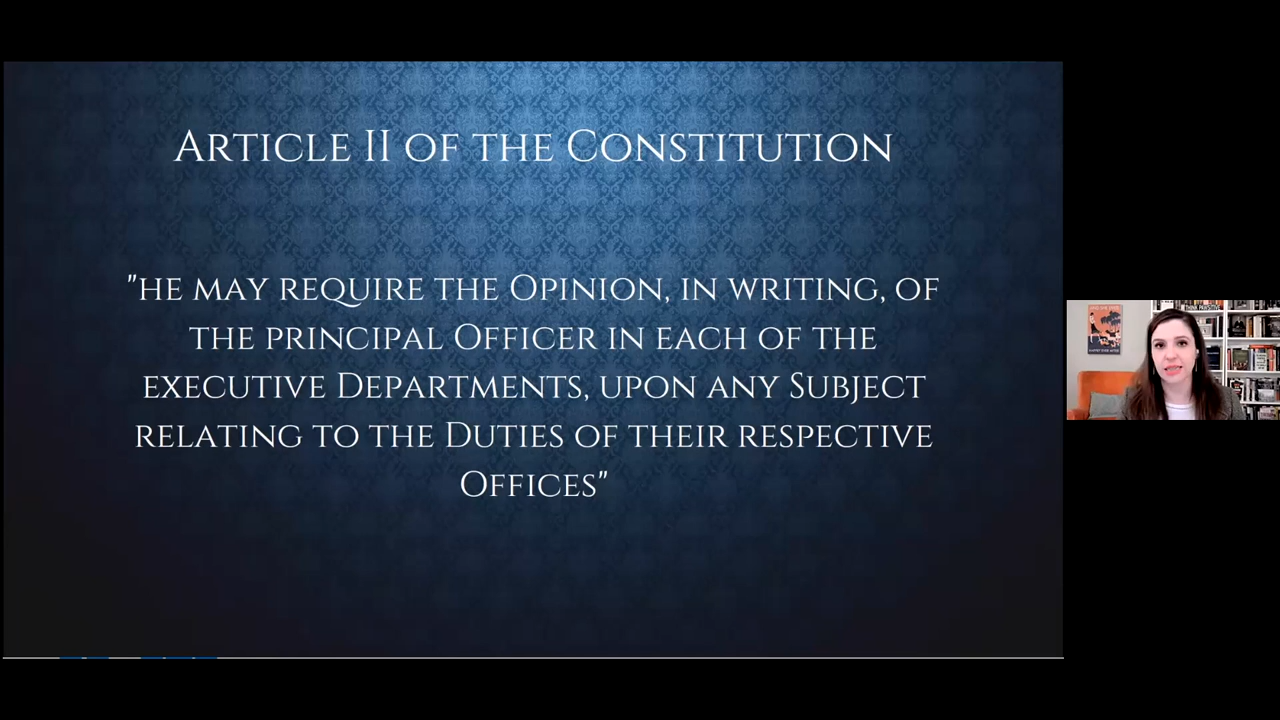 Article II of the Constitution
"he may require the Opinion, in writing, of
the principal Officer in each of the
executive Departments, upon any Subject
relating to the Duties of their respective
Offices"